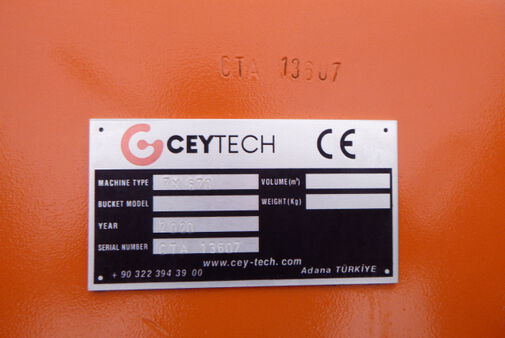 CTA 13607
CEYTECH CE
MACHINE TYPE VOLUME(m³)
BUCKET MODEL WEIGHT(Kg)
YEAR
SERIAL NUMBER CTA 13607
www.cey-tech.com
+ 90 322 394 39 00 Adana TÜRKİYE